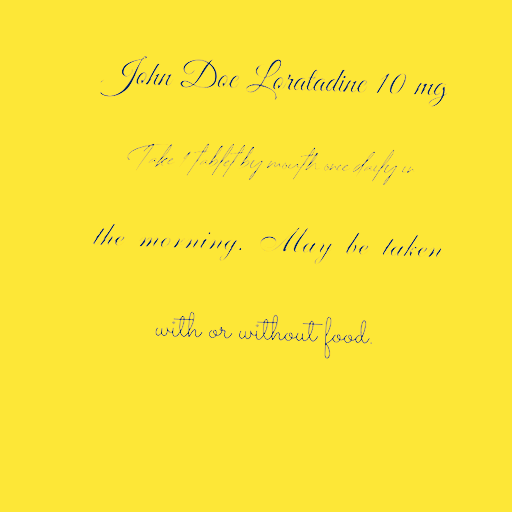 John Doe Loratadine 10 mg
Take 1 tablet by mouth once daily in
the morning. May be taken
with or without food.